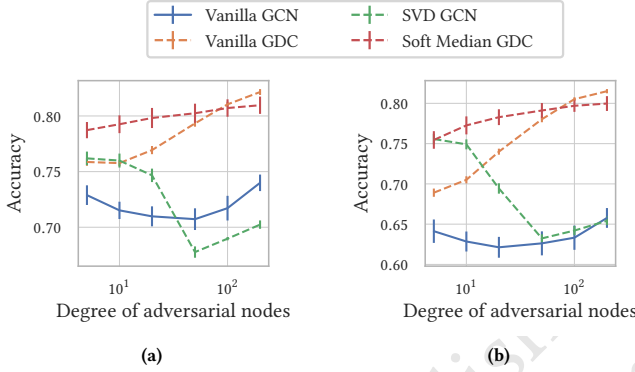 Vanilla GCN SVD GCN
Vanilla GDC Soft Median GDC
0.80
0.75
0.70
Accuracy
10¹ 10²
Degree of adversarial nodes
(a)
0.80
0.75
0.70
0.65
0.60
Accuracy
10¹ 10²
Degree of adversarial nodes
(b)